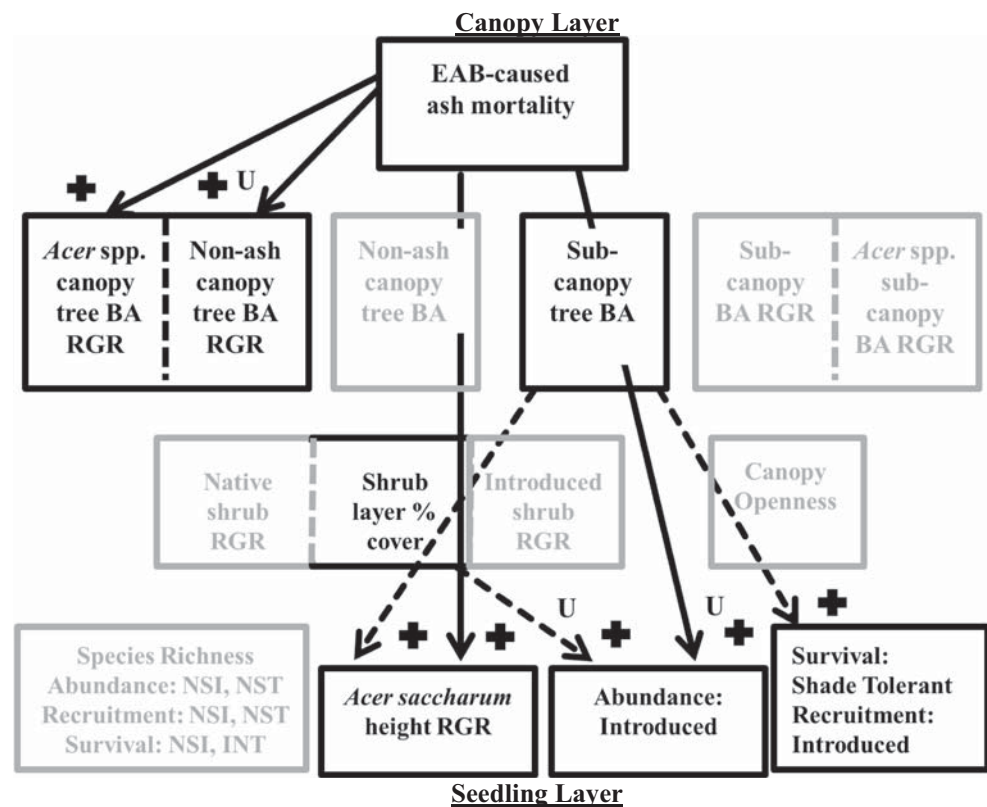 Canopy Layer
EAB-caused
ash mortality
U
Acer spp.
canopy
tree BA
RGR
Non-ash
canopy
tree BA
RGR
Non-ash
canopy
tree BA
Sub-
canopy
tree BA
Sub-
canopy
BA RGR
Acer spp.
sub-
canopy
BA RGR
Native
shrub
RGR
Shrub
layer %
cover
Introduced
shrub
RGR
Canopy
Openness
U
U
Species Richness
Abundance: NSI, NST
Recruitment: NSI, NST
Survival: NSI, INT
Acer saccharum
height RGR
Abundance:
Introduced
Survival:
Shade Tolerant
Recruitment:
Introduced
Seedling Layer